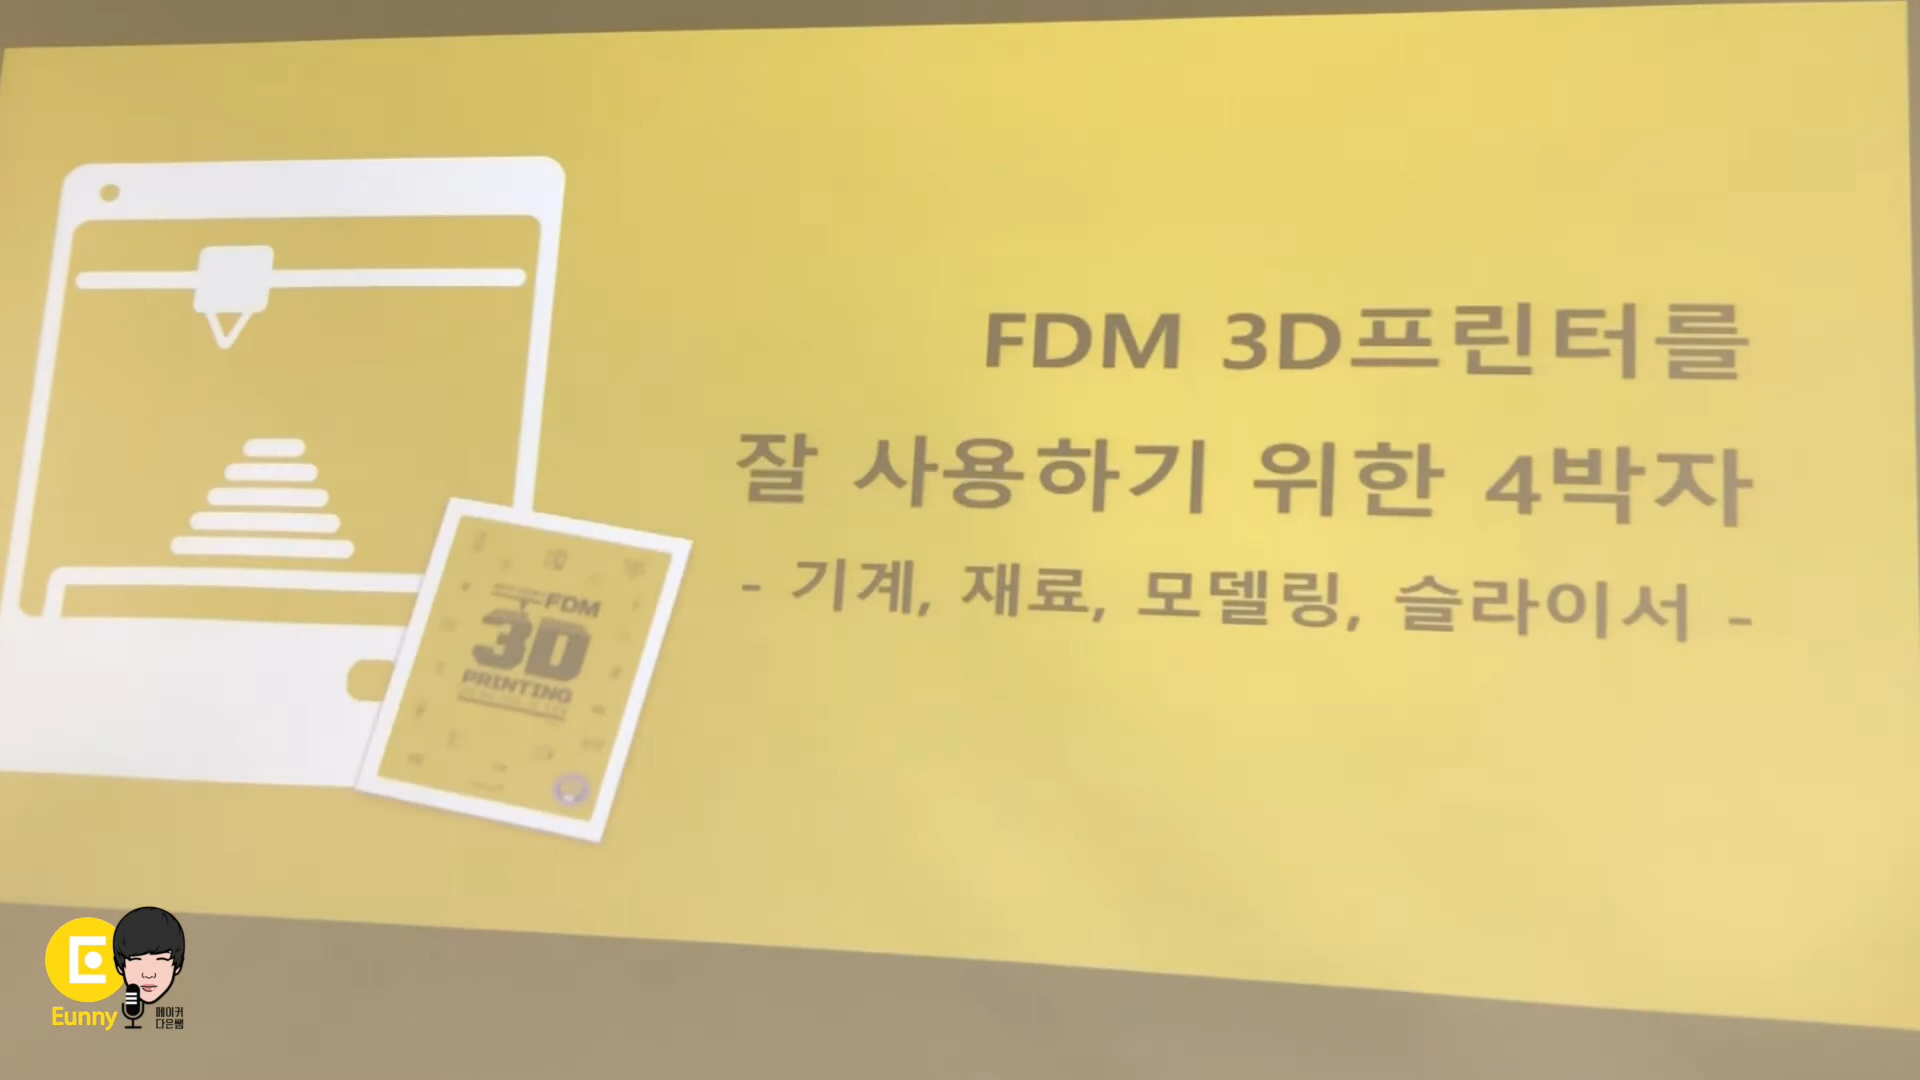 FDM 3D프린터를
잘 사용하기 위한 4박자
- 기계, 재료, 모델링, 슬라이서 -
FDM
3D
PRINTING
Eunny
메이커
다은쌤